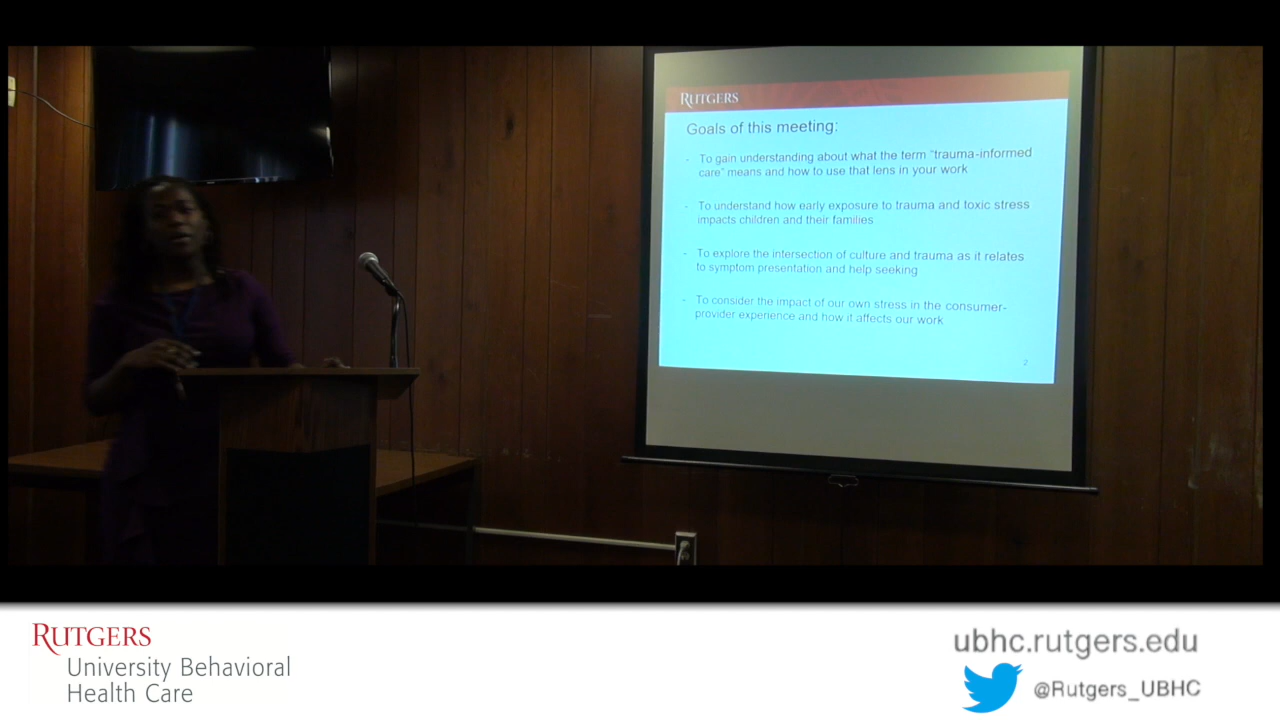 RUTGERS
Goals of this meeting:
- To gain understanding about what the term "trauma-informed
care" means and how to use that lens in your work
- To understand how early exposure to trauma and toxic stress
impacts children and their families
- To explore the intersection of culture and trauma as it relates
to symptom presentation and help seeking
- To consider the impact of our own stress in the consumer-
provider experience and how it affects our work
2
RUTGERS
University Behavioral
Health Care
ubhc.rutgers.edu
@Rutgers_UBHC